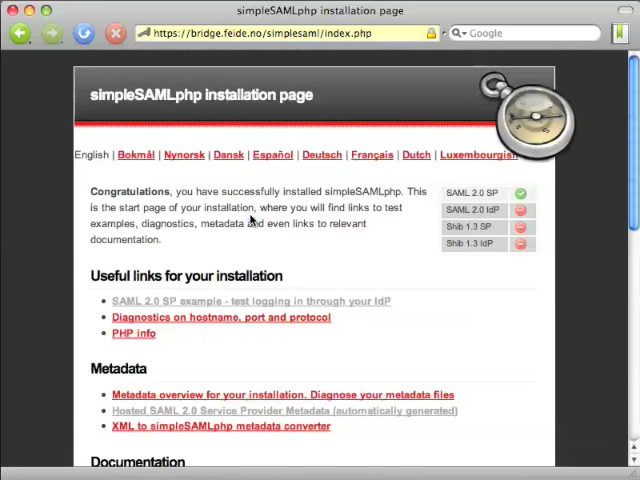 simpleSAMLphp installation page
https://bridge.feide.no/simplesaml/index.php
Google
simpleSAMLphp installation page
English | Bokmål | Nynorsk | Dansk | Español | Deutsch | Français | Dutch | Luxembourgish
Congratulations, you have successfully installed simpleSAMLphp. This
is the start page of your installation, where you will find links to test
examples, diagnostics, metadata and even links to relevant
documentation.
SAML 2.0 SP
SAML 2.0 IdP
Shib 1.3 SP
Shib 1.3 IdP
Useful links for your installation
SAML 2.0 SP example - test logging in through your IdP
Diagnostics on hostname, port and protocol
PHP info
Metadata
Metadata overview for your installation. Diagnose your metadata files
Hosted SAML 2.0 Service Provider Metadata (automatically generated)
XML to simpleSAMLphp metadata converter
Documentation